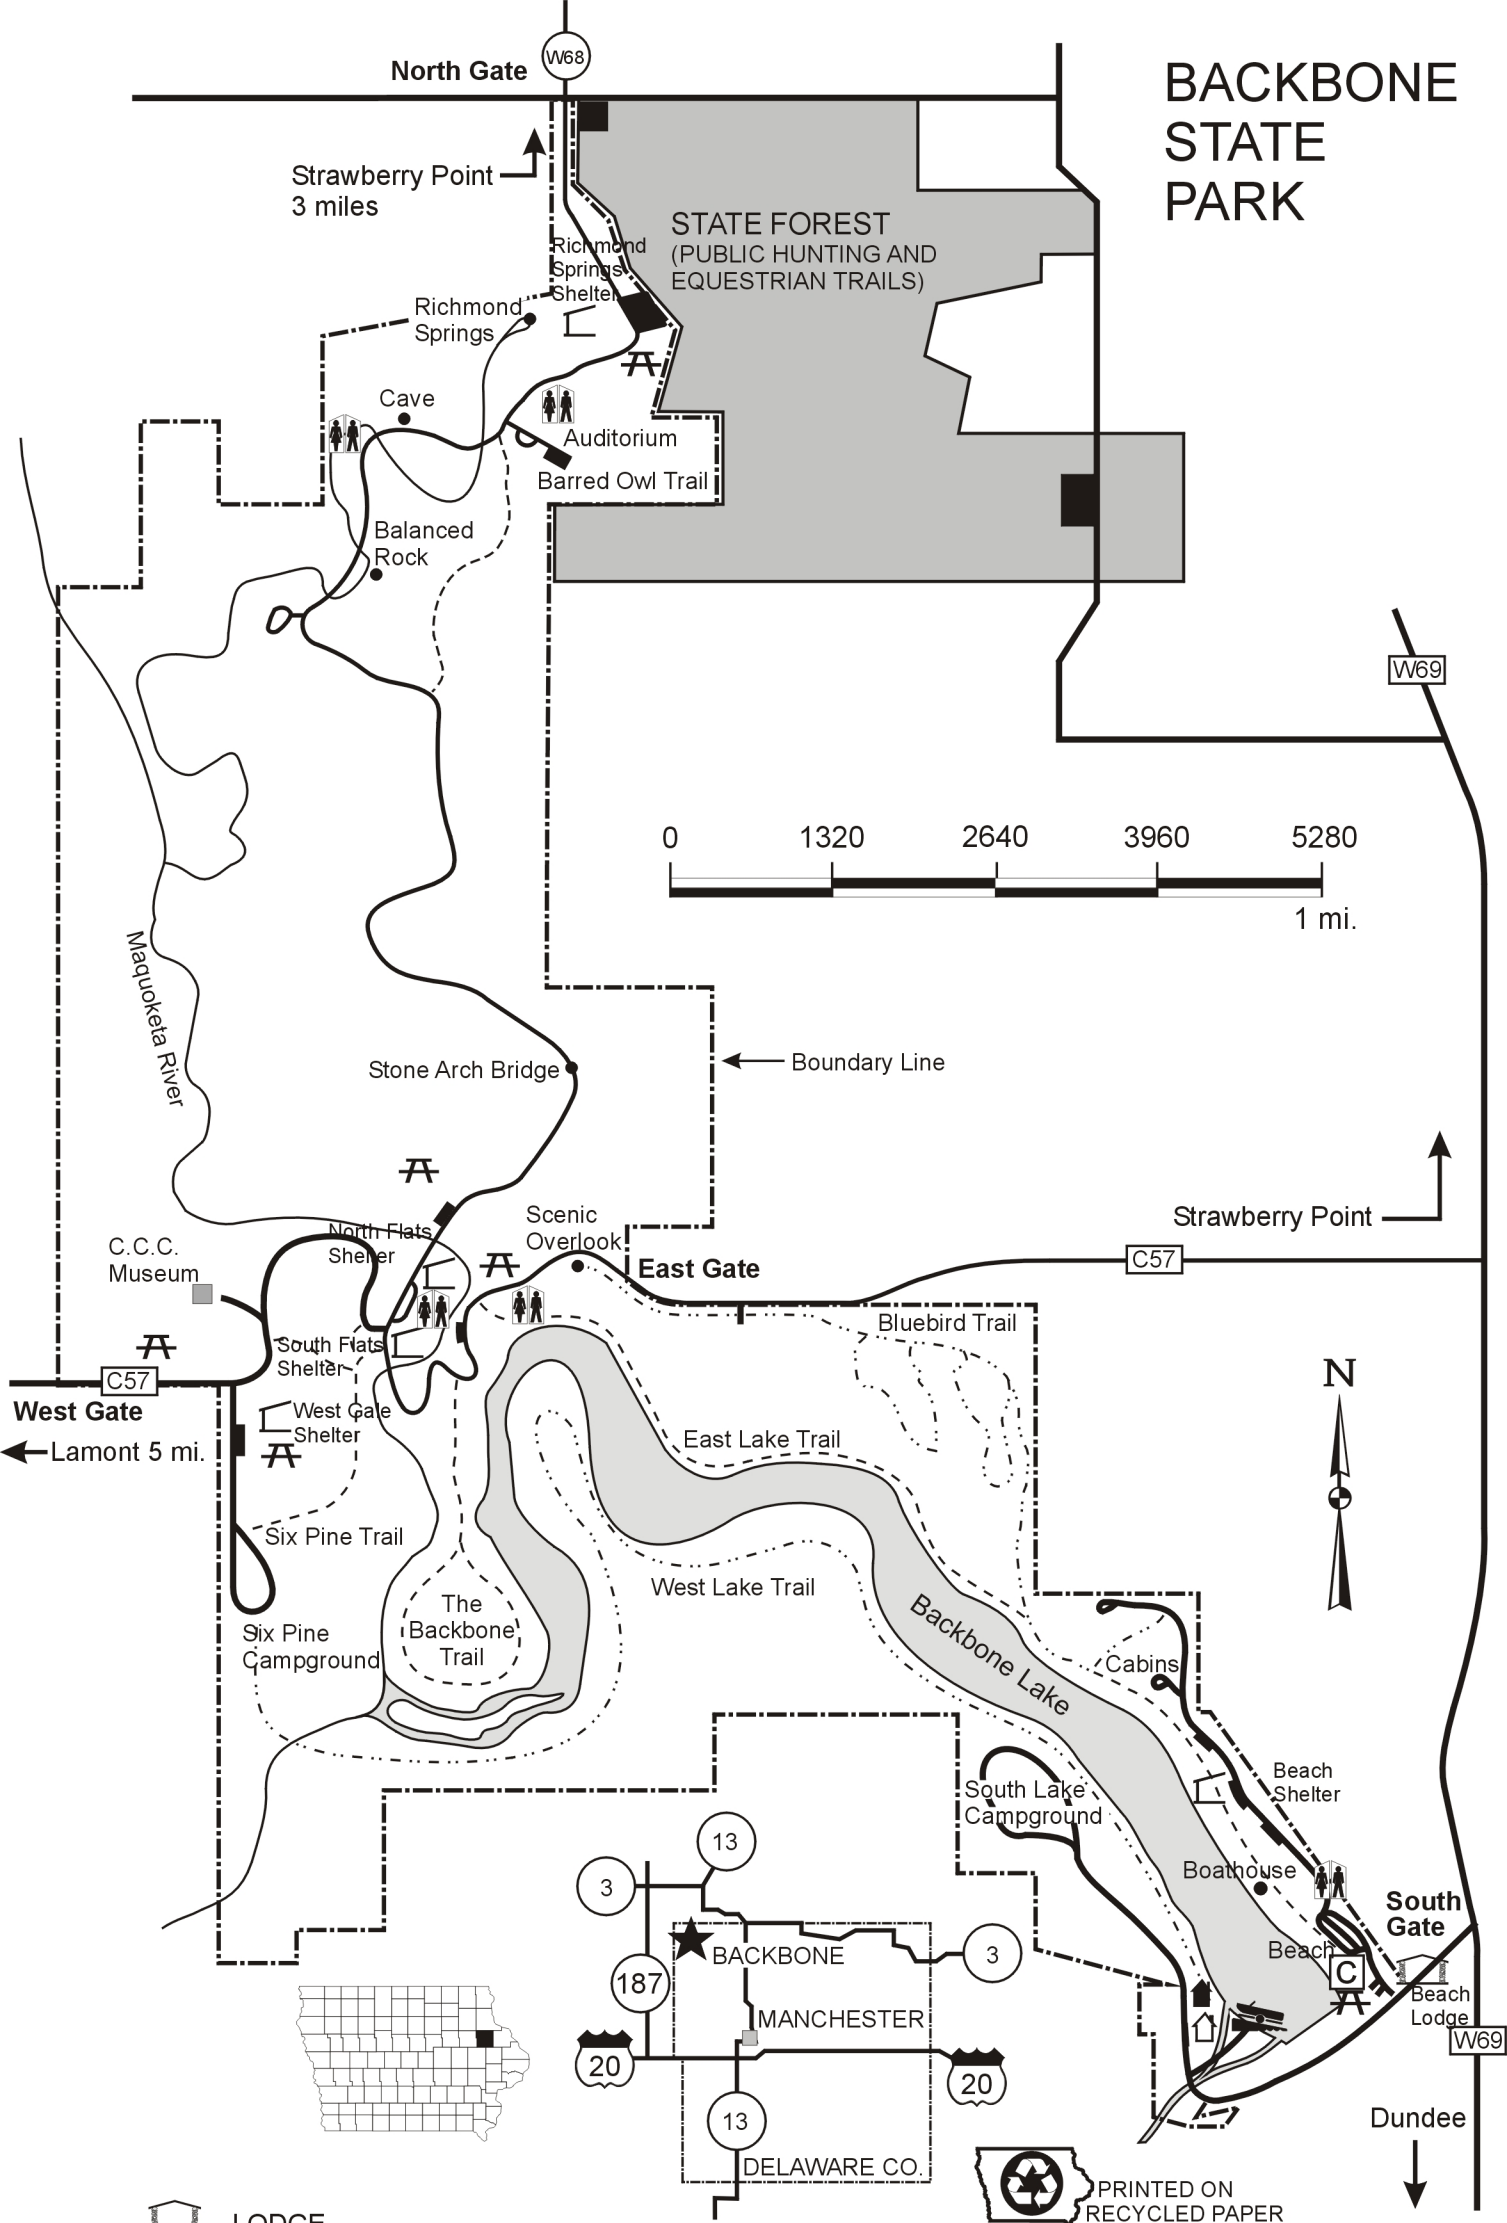 W68
North Gate
BACKBONE
STATE
PARK
Strawberry Point
3 miles
STATE FOREST
(PUBLIC HUNTING AND
EQUESTRIAN TRAILS)
Richmond
Springs
Shelter
Richmond
Springs
Cave
Auditorium
Barred Owl Trail
Balanced
Rock
W69
0 1320 2640 3960 5280
1 mi.
Maquoketa River
Stone Arch Bridge
Boundary Line
Strawberry Point
Scenic
Overlook
North Flats
Shelter
C.C.C.
Museum
East Gate
C57
Bluebird Trail
South Flats
Shelter
C57
West Gate
West Gate
Shelter
Lamont 5 mi.
N
East Lake Trail
Six Pine Trail
West Lake Trail
The
Backbone
Trail
Six Pine
Campground
Backbone Lake
Cabins
Beach
Shelter
South Lake
Campground
Boathouse
South
Gate
Beach
C
Beach
Lodge
W69
13
3
BACKBONE
3
187
MANCHESTER
20
20
13
DELAWARE CO.
Dundee
PRINTED ON
RECYCLED PAPER
LODGE